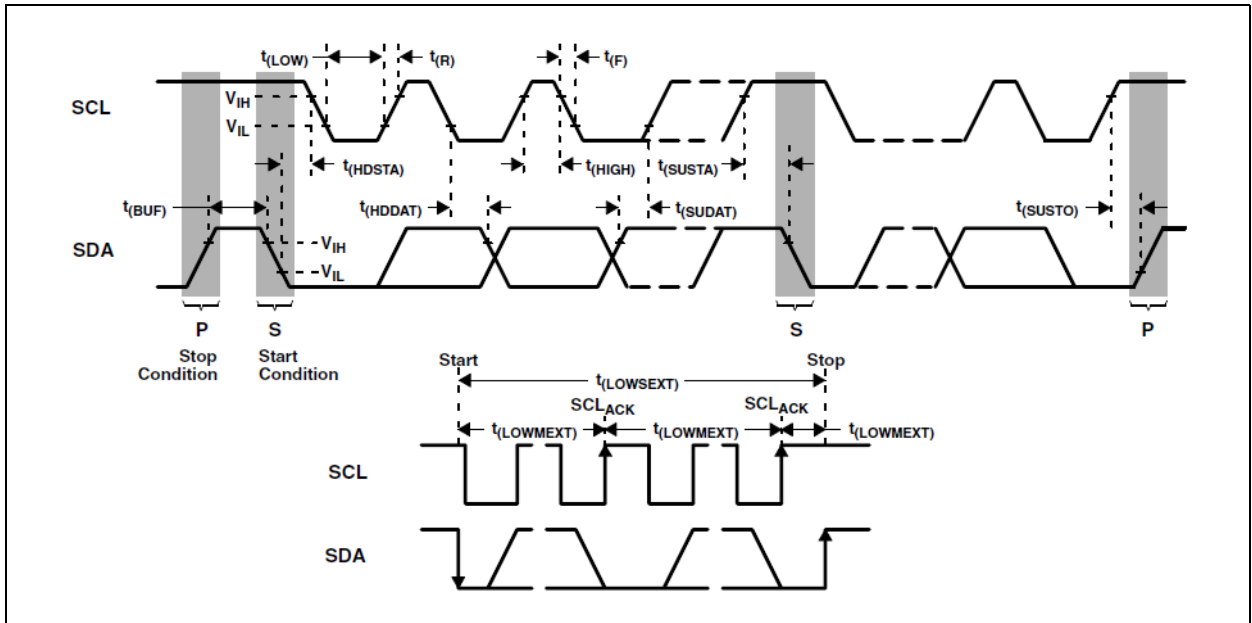 t(LOW) t(R) t(F)
SCL
VIH
VIL
t(HDSTA) t(HIGH) t(SUSTA)
t(BUF) t(HDDAT) t(SUDAT) t(SUSTO)
SDA
VIH
VIL
P S S P
Stop Condition
Start Condition
Start Stop
t(LOWSEXT)
SCLACK SCLACK
t(LOWMEXT) t(LOWMEXT) t(LOWMEXT)
SCL
SDA